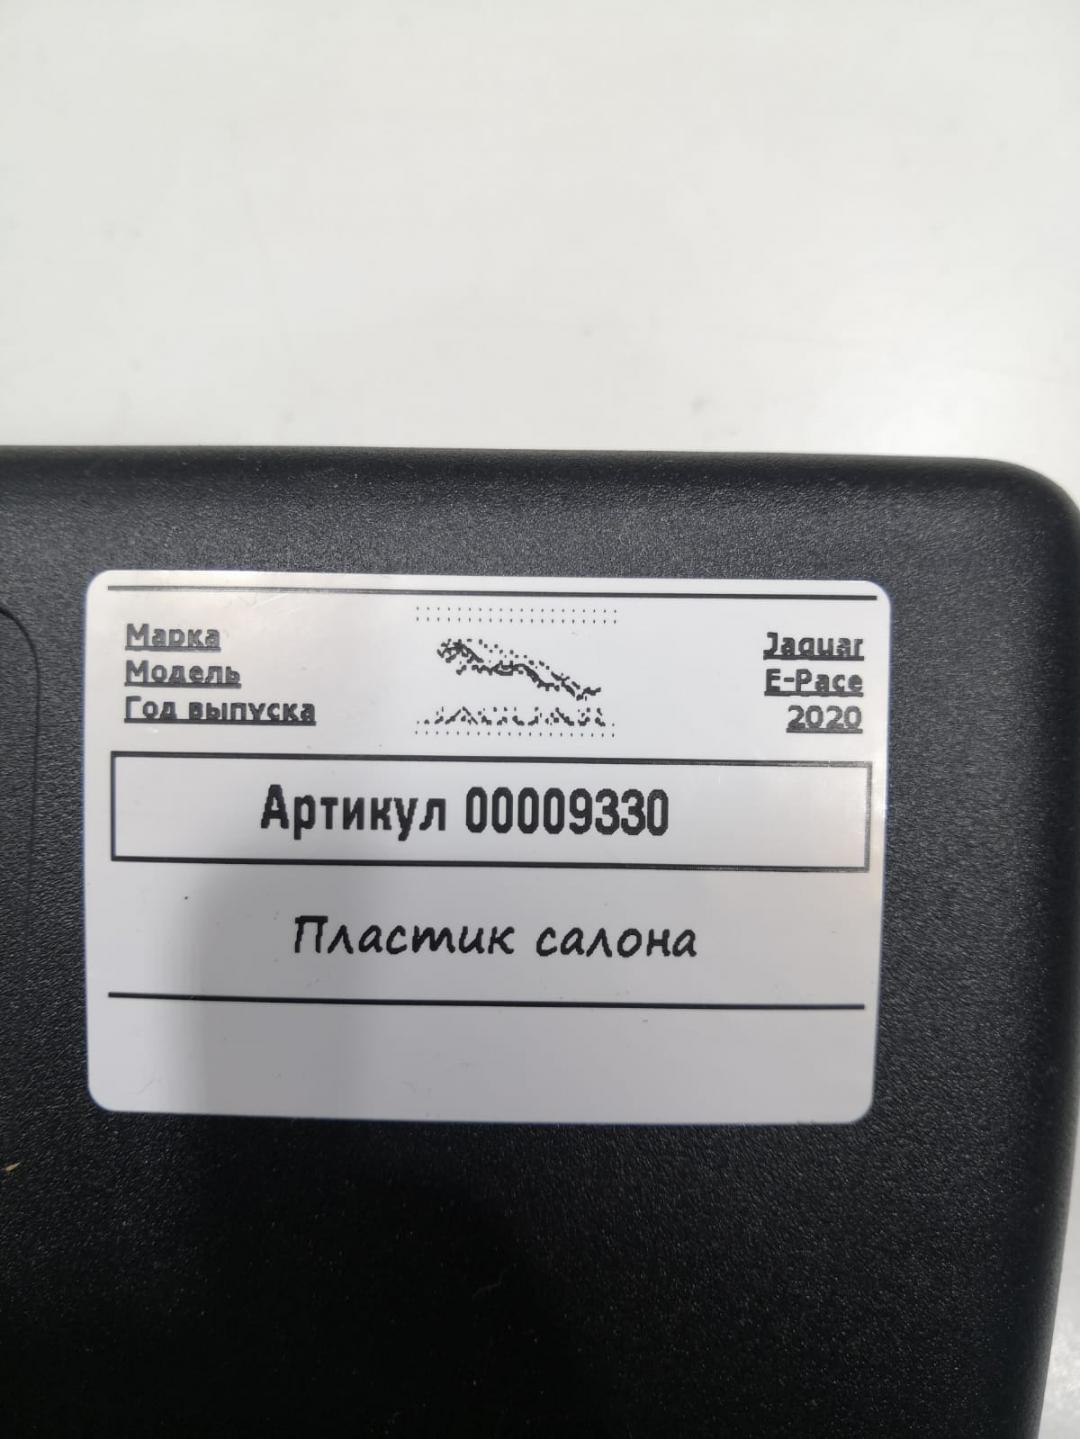 Марка Jaguar
Модель E-Pace
Год выпуска 2020
Артикул 00009330
Пластик салона